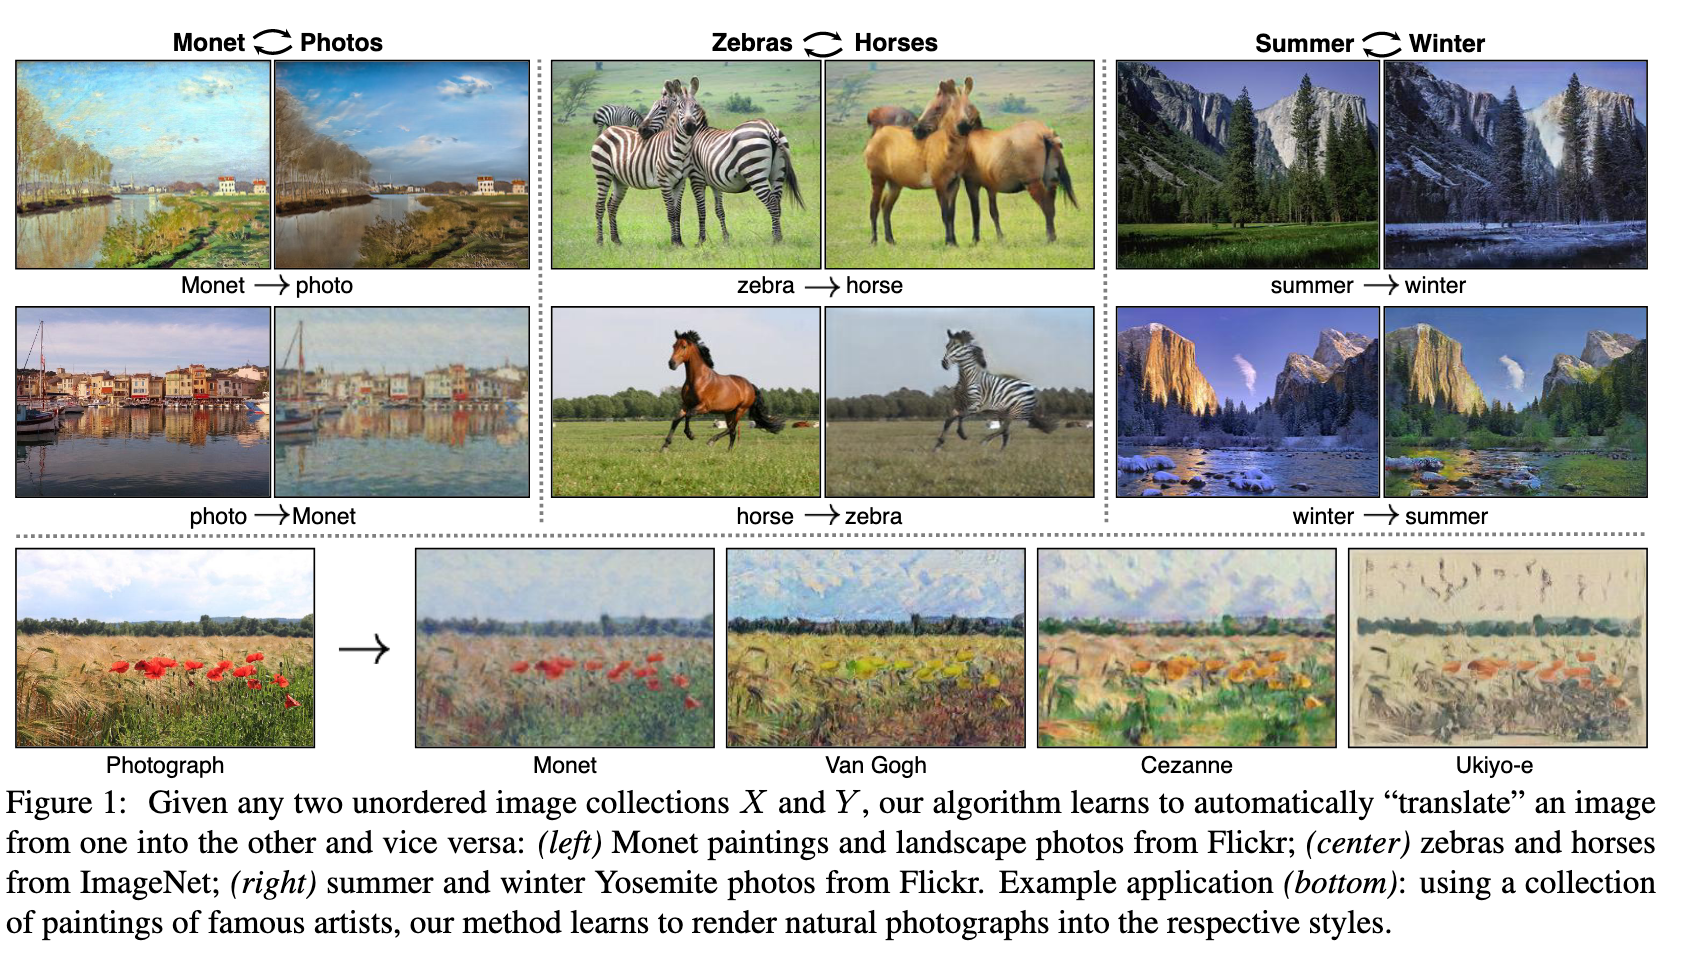 Monet Photos
Zebras Horses
Summer Winter
Monet → photo
zebra → horse
summer → winter
photo → Monet
horse → zebra
winter → summer
Photograph
Monet
Van Gogh
Cezanne
Ukiyo-e
Figure 1: Given any two unordered image collections X and Y, our algorithm learns to automatically “translate” an image
from one into the other and vice versa: (left) Monet paintings and landscape photos from Flickr; (center) zebras and horses
from ImageNet; (right) summer and winter Yosemite photos from Flickr. Example application (bottom): using a collection
of paintings of famous artists, our method learns to render natural photographs into the respective styles.